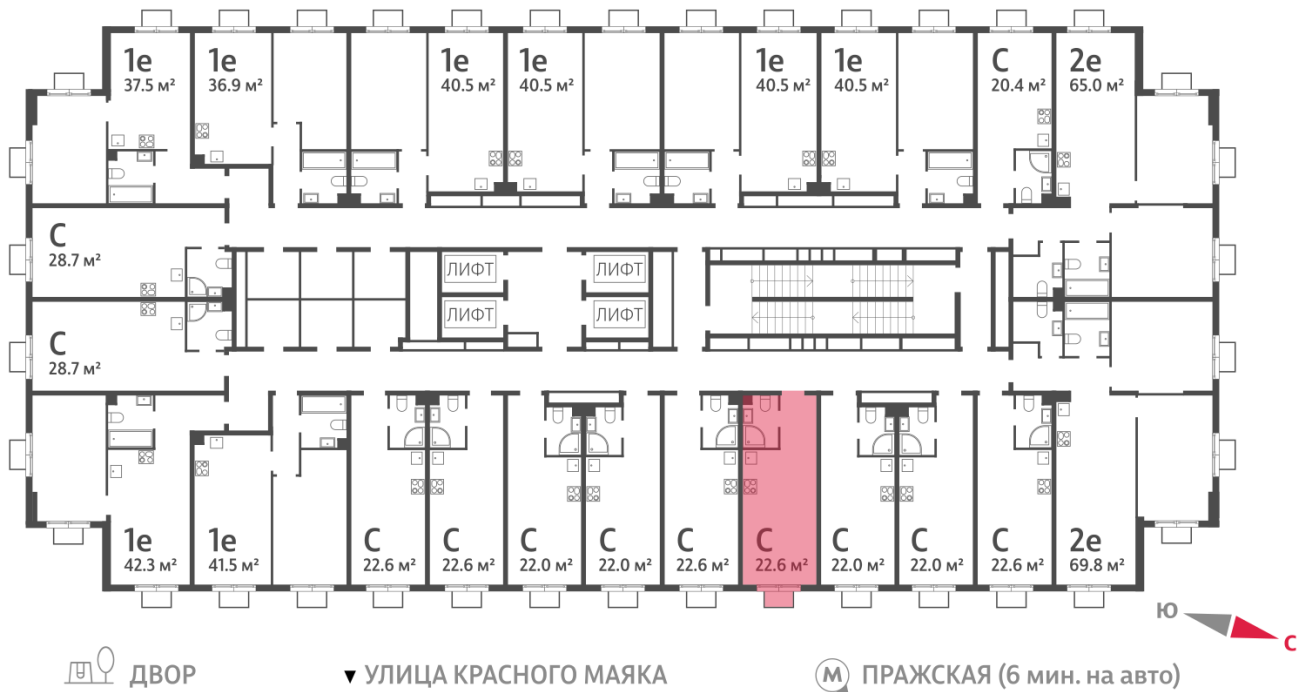 1е
37.5 м²
1е
36.9 м²
1е
40.5 м²
1е
40.5 м²
1е
40.5 м²
1е
40.5 м²
С
20.4 м²
2е
65.0 м²
С
28.7 м²
ЛИФТ
ЛИФТ
ЛИФТ
ЛИФТ
С
28.7 м²
1е
42.3 м²
1е
41.5 м²
С
22.6 м²
С
22.6 м²
С
22.0 м²
С
22.0 м²
С
22.6 м²
С
22.6 м²
С
22.0 м²
С
22.0 м²
С
22.6 м²
2е
69.8 м²
Ю
С
ДВОР
▼ УЛИЦА КРАСНОГО МАЯКА
М ПРАЖСКАЯ (6 мин. на авто)